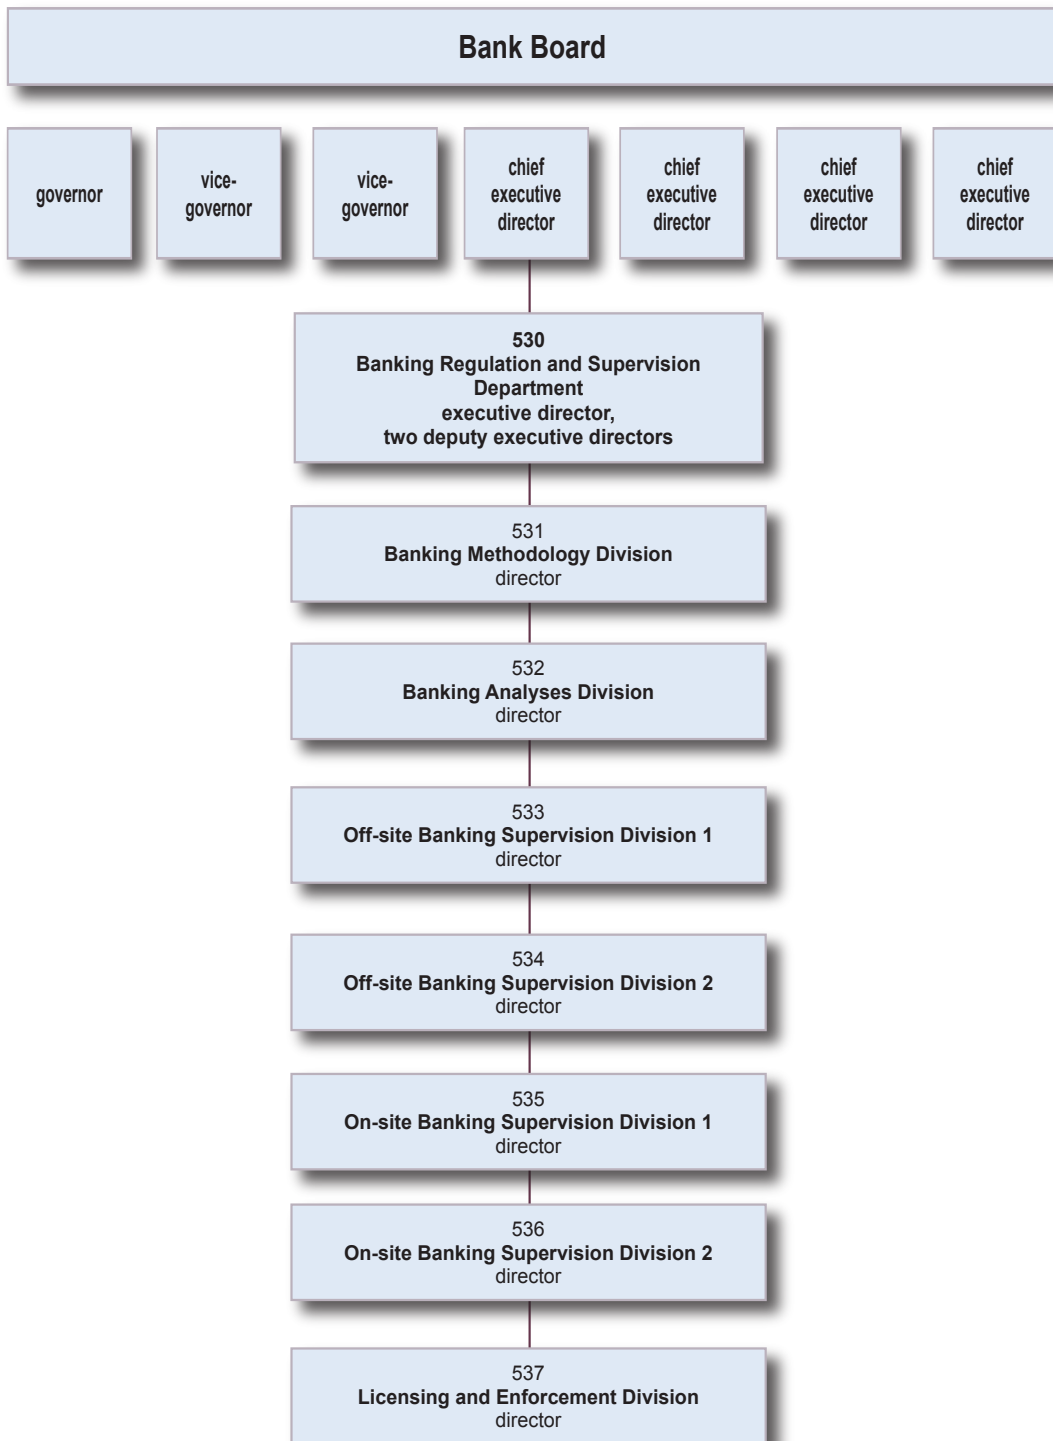 Bank Board
governor
vice-
governor
vice-
governor
chief
executive
director
chief
executive
director
chief
executive
director
chief
executive
director
530
Banking Regulation and Supervision
Department
executive director,
two deputy executive directors
531
Banking Methodology Division
director
532
Banking Analyses Division
director
533
Off-site Banking Supervision Division 1
director
534
Off-site Banking Supervision Division 2
director
535
On-site Banking Supervision Division 1
director
536
On-site Banking Supervision Division 2
director
537
Licensing and Enforcement Division
director